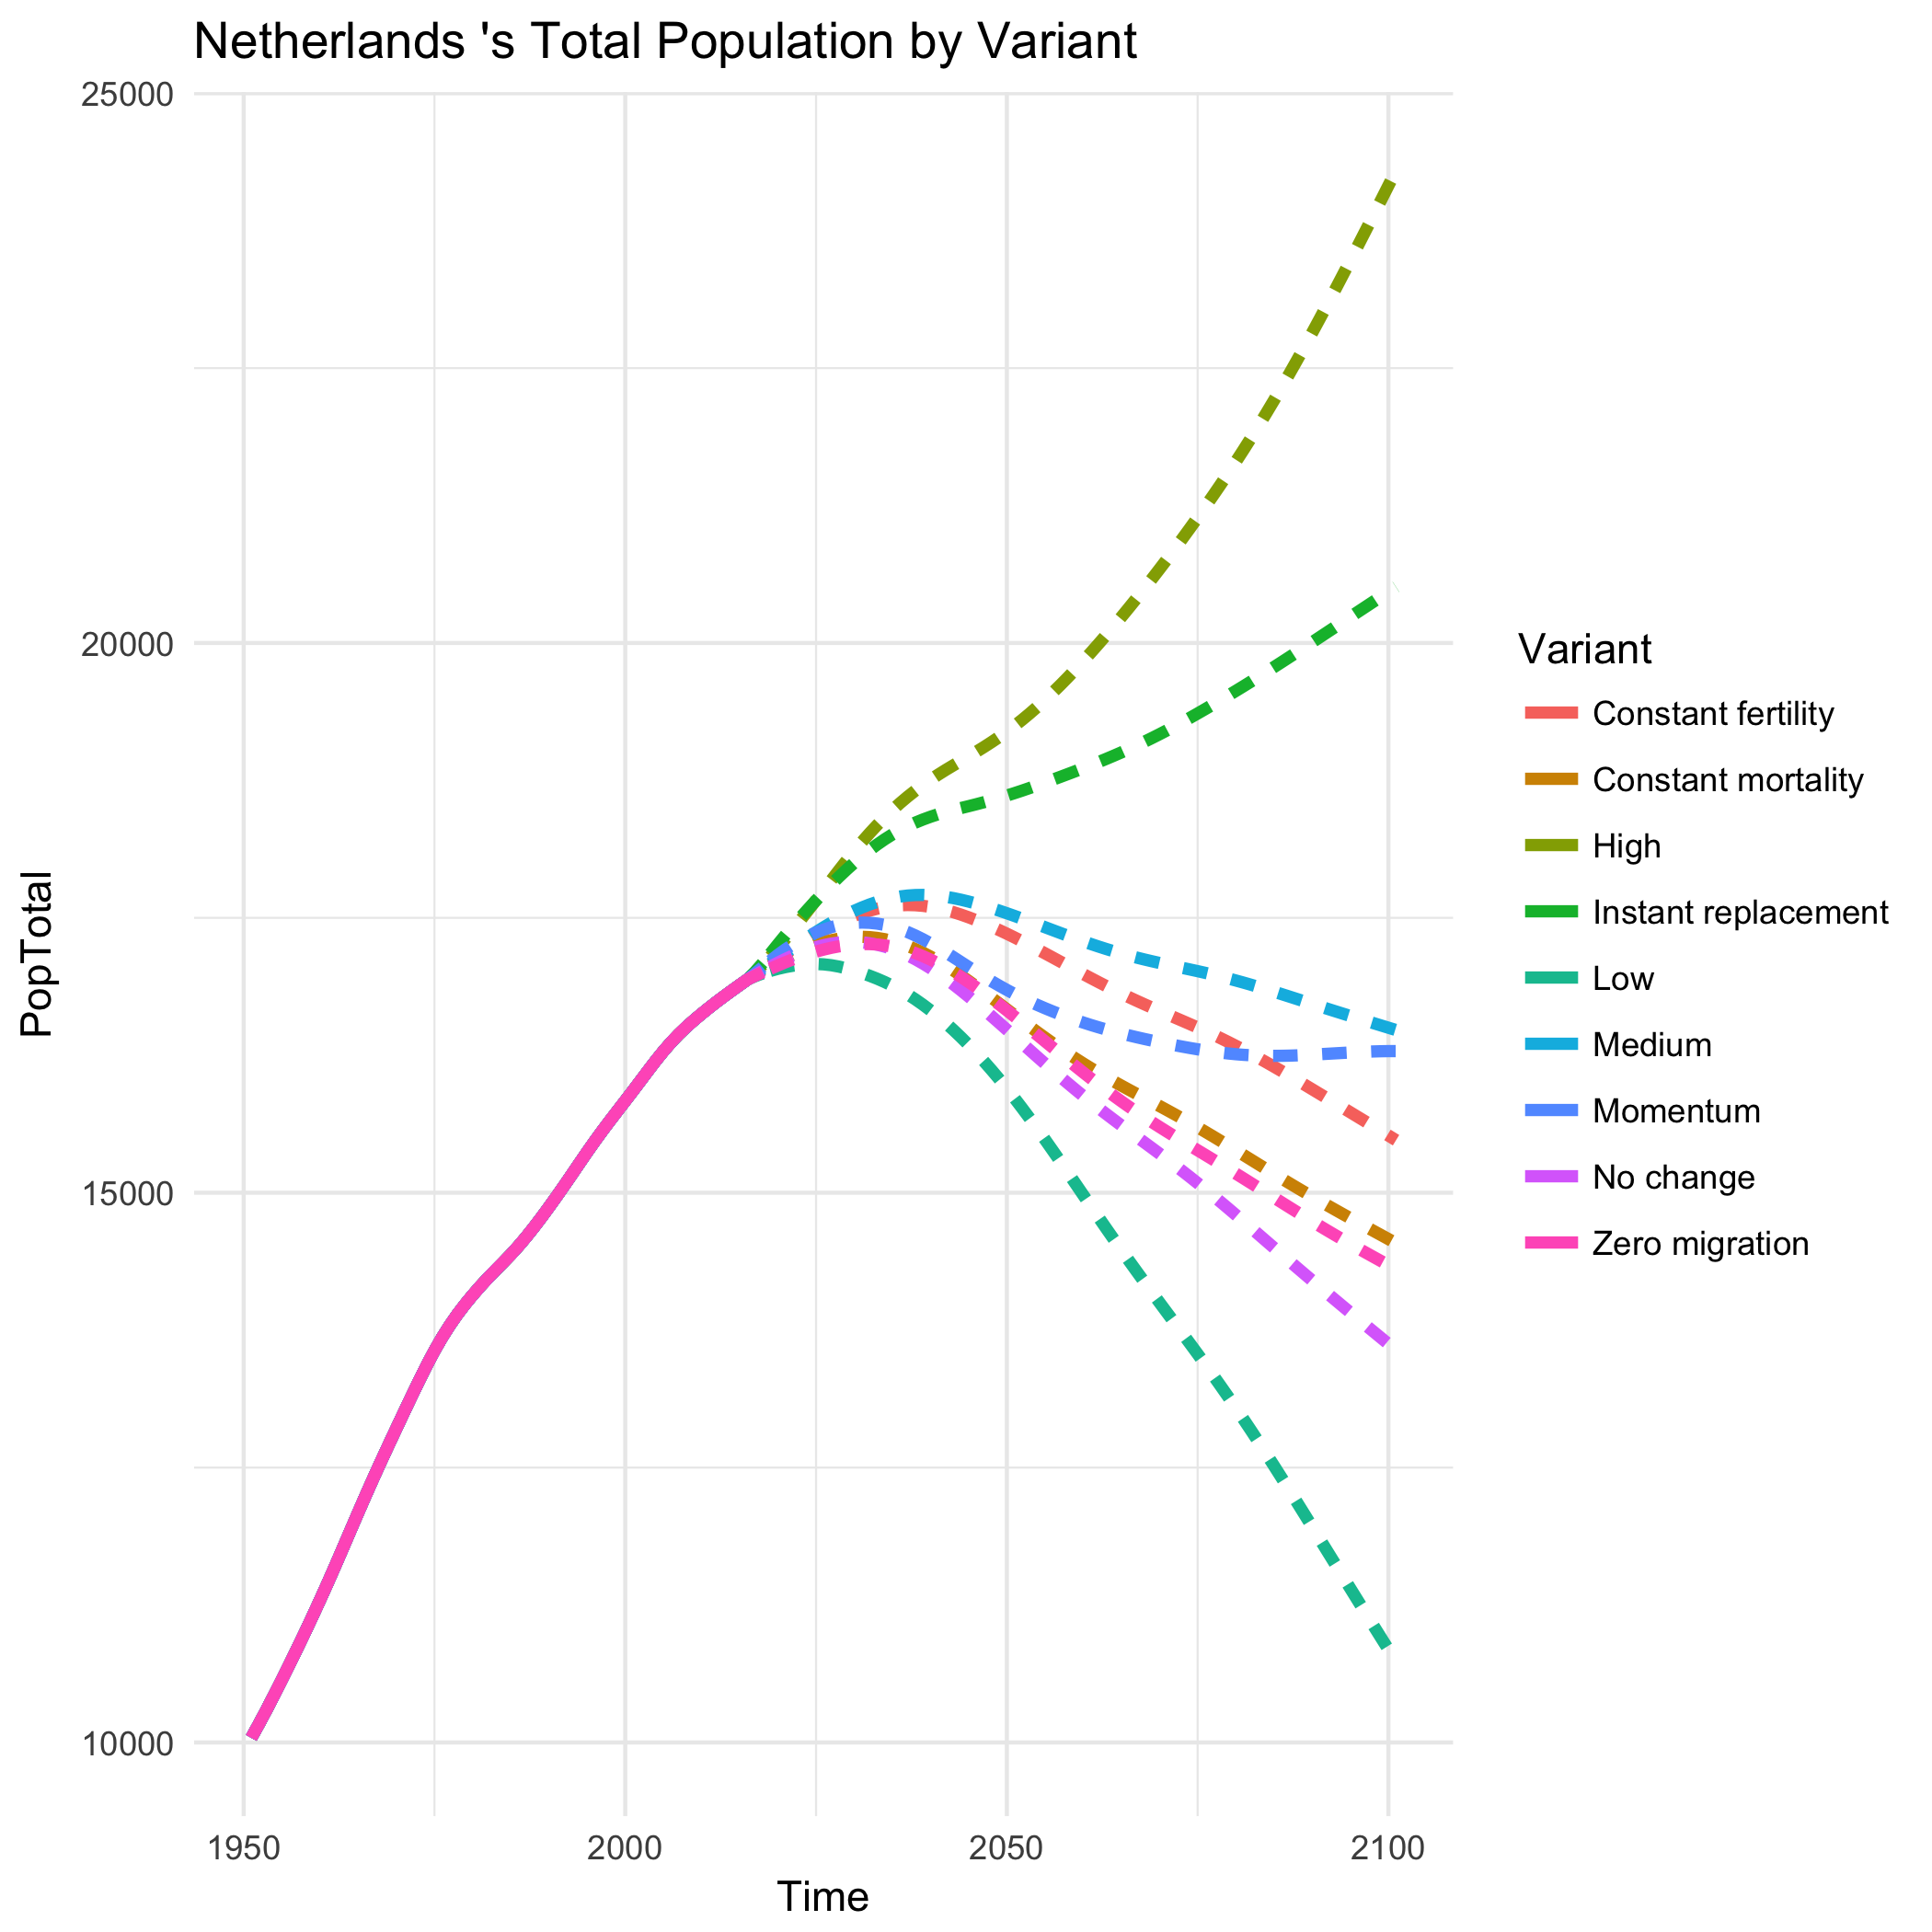 Netherlands 's Total Population by Variant
25000
20000
15000
10000
PopTotal
1950 2000 2050 2100
Time
Variant
Constant fertility
Constant mortality
High
Instant replacement
Low
Medium
Momentum
No change
Zero migration